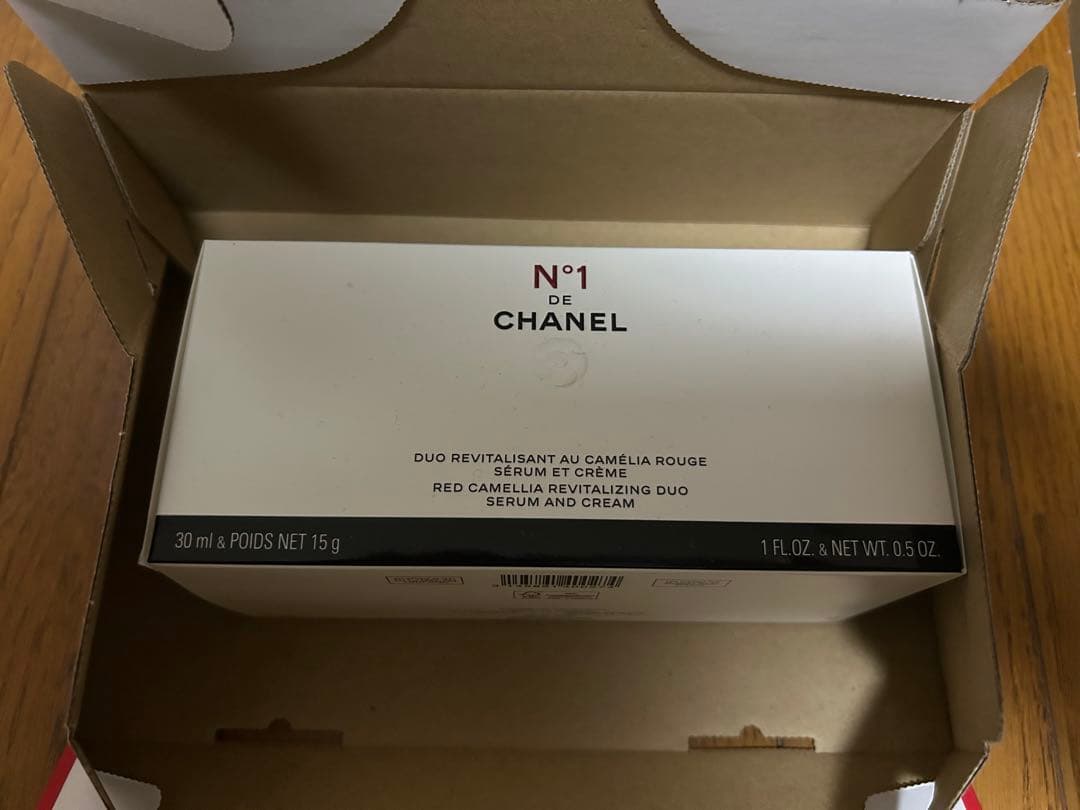 N°1
DE
CHANEL
DUO REVITALISANT AU CAMÉLIA ROUGE
SÉRUM ET CRÈME
RED CAMELLIA REVITALIZING DUO
SERUM AND CREAM
30 ml & POIDS NET 15 g
1 FL.OZ. & NET WT. 0.5 OZ.